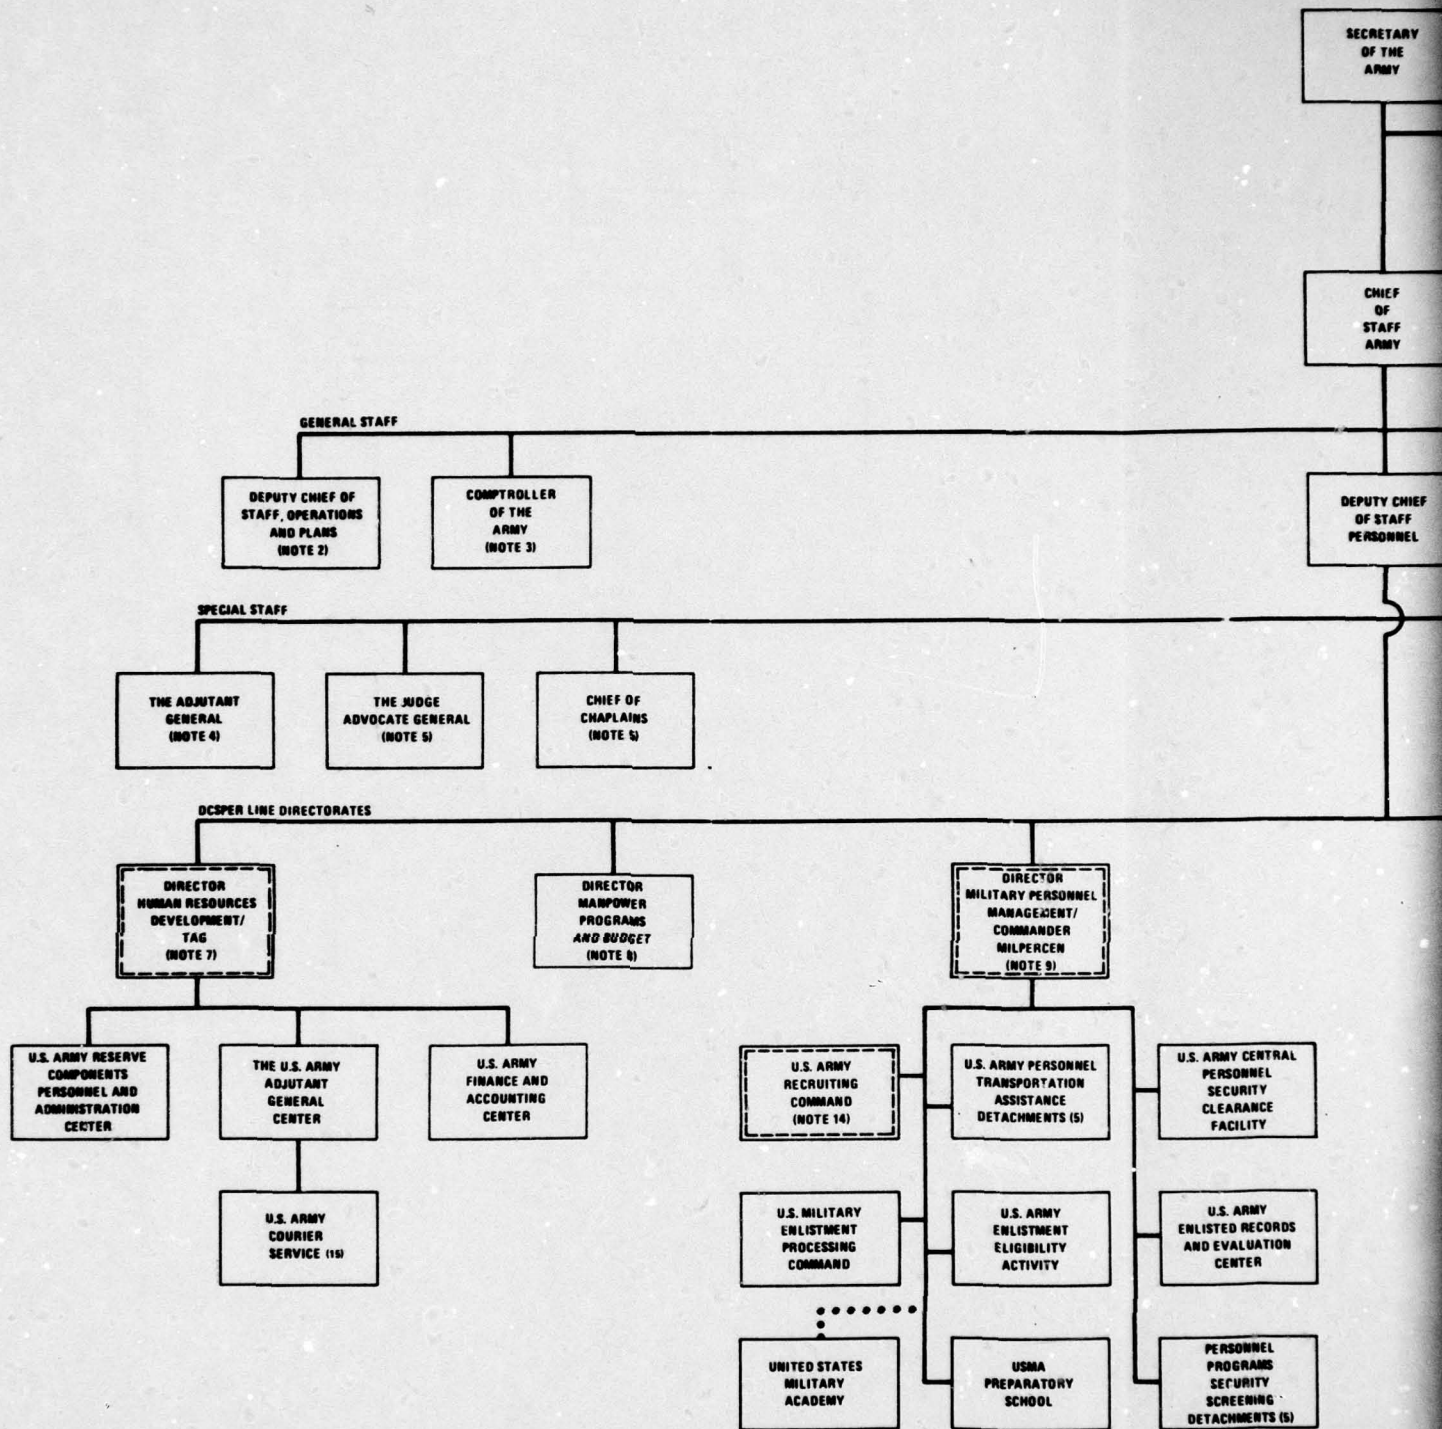 SECRETARY
OF THE
ARMY
CHIEF
OF
STAFF
ARMY
GENERAL STAFF
DEPUTY CHIEF OF
STAFF, OPERATIONS
AND PLANS
(NOTE 2)
COMPTROLLER
OF THE
ARMY
(NOTE 3)
DEPUTY CHIEF
OF STAFF
PERSONNEL
SPECIAL STAFF
THE ADJUTANT
GENERAL
(NOTE 4)
THE JUDGE
ADVOCATE GENERAL
(NOTE 5)
CHIEF OF
CHAPLAINS
(NOTE 5)
DCSPER LINE DIRECTORATES
DIRECTOR
HUMAN RESOURCES
DEVELOPMENT/
TAG
(NOTE 7)
DIRECTOR
MANPOWER
PROGRAMS
AND BUDGET
(NOTE 8)
DIRECTOR
MILITARY PERSONNEL
MANAGEMENT/
COMMANDER
MILPERCEN
(NOTE 9)
U.S. ARMY RESERVE
COMPONENTS
PERSONNEL AND
ADMINISTRATION
CENTER
THE U.S. ARMY
ADJUTANT
GENERAL
CENTER
U.S. ARMY
FINANCE AND
ACCOUNTING
CENTER
U.S. ARMY
RECRUITING
COMMAND
(NOTE 14)
U.S. ARMY PERSONNEL
TRANSPORTATION
ASSISTANCE
DETACHMENTS (5)
U.S. ARMY CENTRAL
PERSONNEL
SECURITY
CLEARANCE
FACILITY
U.S. ARMY
COURIER
SERVICE (15)
U.S. MILITARY
ENLISTMENT
PROCESSING
COMMAND
U.S. ARMY
ENLISTMENT
ELIGIBILITY
ACTIVITY
U.S. ARMY
ENLISTED RECORDS
AND EVALUATION
CENTER
UNITED STATES
MILITARY
ACADEMY
USMA
PREPARATORY
SCHOOL
PERSONNEL
PROGRAMS
SECURITY
SCREENING
DETACHMENTS (5)